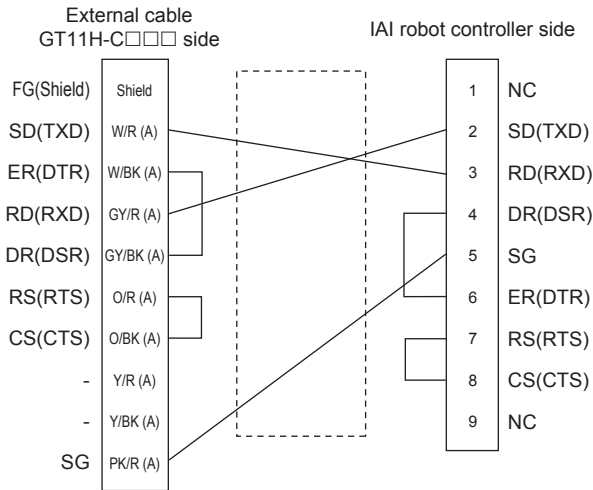 External cable
GT11H-C□□□ side
IAI robot controller side
FG(Shield) Shield 1 NC
SD(TXD) W/R (A) 2 SD(TXD)
ER(DTR) W/BK (A) 3 RD(RXD)
RD(RXD) GY/R (A) 4 DR(DSR)
DR(DSR) GY/BK (A) 5 SG
RS(RTS) O/R (A) 6 ER(DTR)
CS(CTS) O/BK (A) 7 RS(RTS)
- Y/R (A) 8 CS(CTS)
- Y/BK (A) 9 NC
SG PK/R (A)